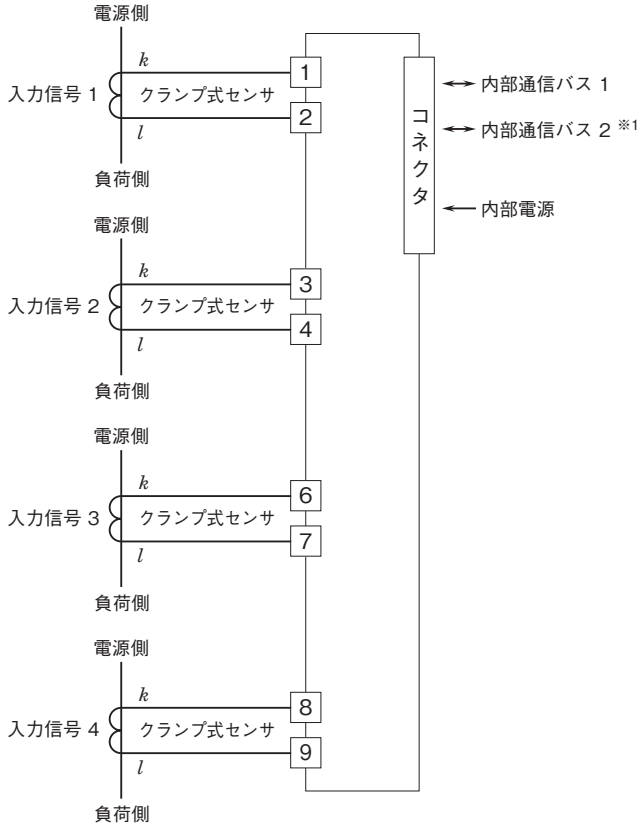 電源側
k
入力信号 1
クランプ式センサ
l
負荷側
1
2
電源側
k
入力信号 2
クランプ式センサ
l
負荷側
3
4
電源側
k
入力信号 3
クランプ式センサ
l
負荷側
6
7
電源側
k
入力信号 4
クランプ式センサ
l
負荷側
8
9
コネクタ
内部通信バス 1
内部通信バス 2 ※1
内部電源